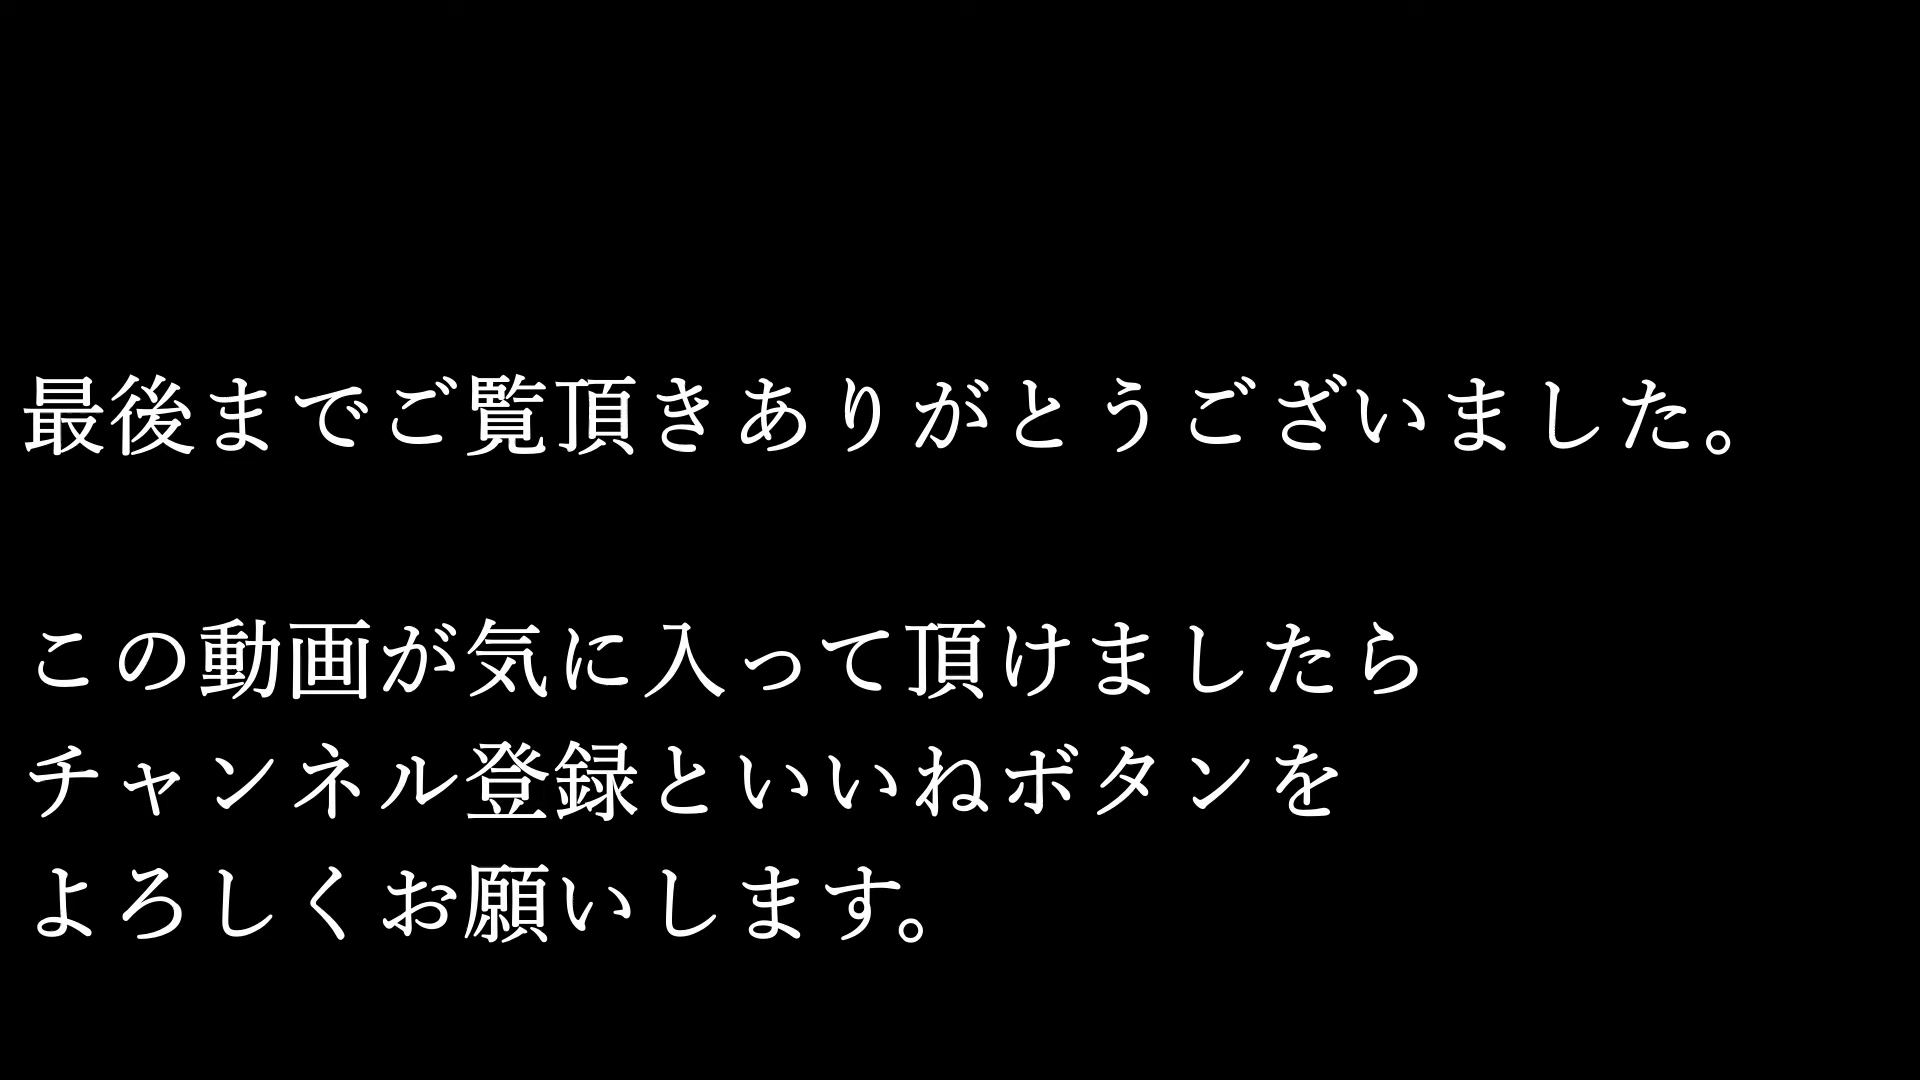 最後までご覧頂きありがとうございました。
この動画が気に入って頂けましたら
チャンネル登録といいねボタンを
よろしくお願いします。